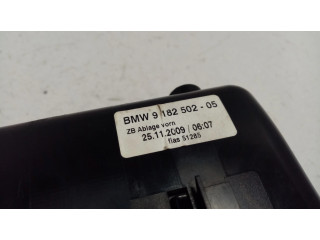 BMW 9 182 502 - 05
ZB Ablage vorn
25.11.2009 / 06:07
fias 51285